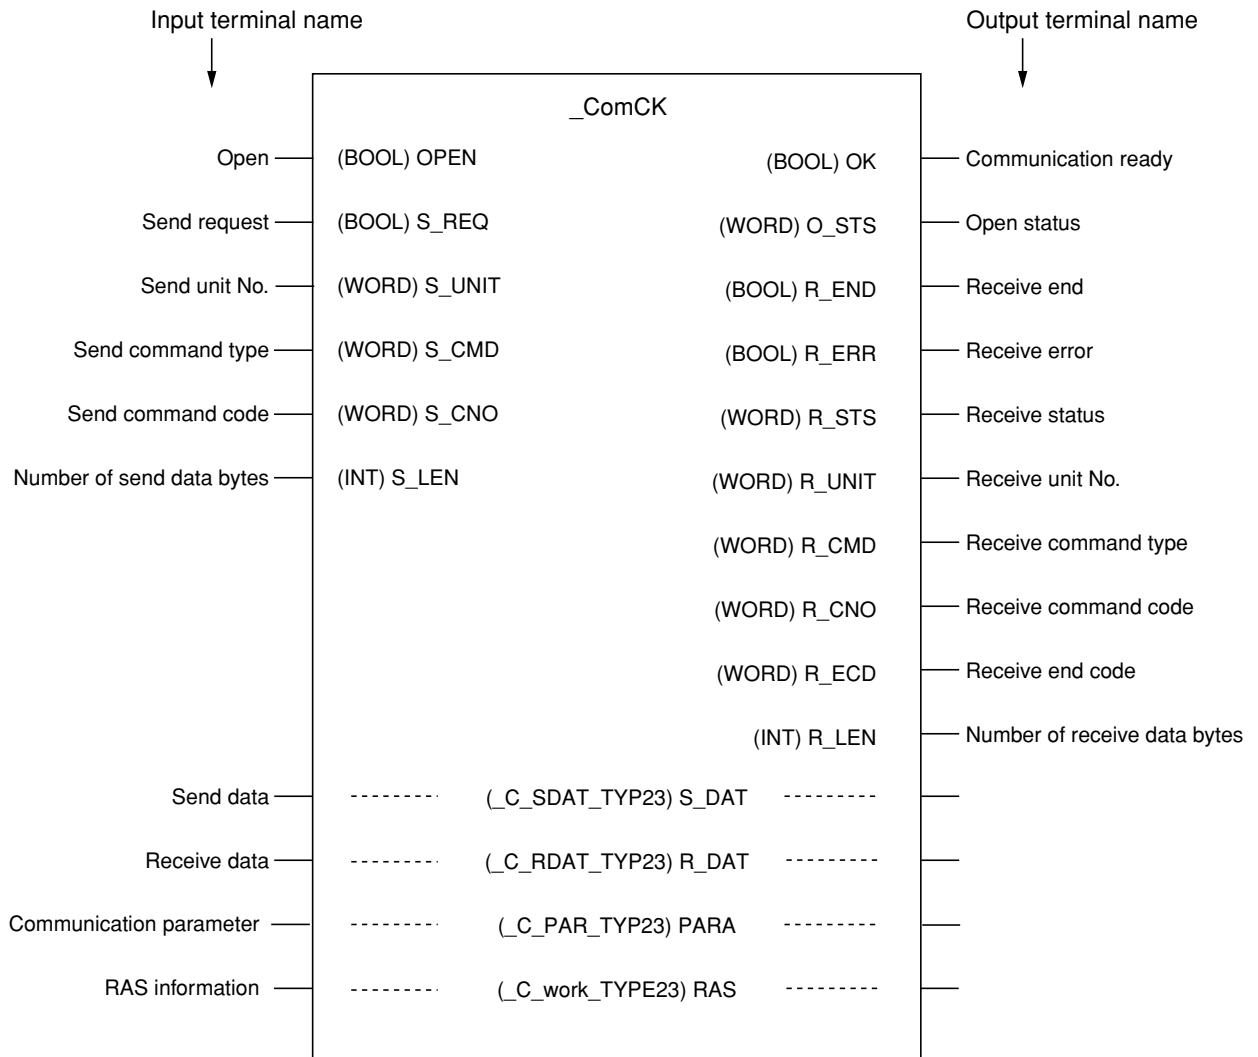 Input terminal name Output terminal name
_ComCK
Open (BOOL) OPEN (BOOL) OK Communication ready
Send request (BOOL) S_REQ (WORD) O_STS Open status
Send unit No. (WORD) S_UNIT (BOOL) R_END Receive end
Send command type (WORD) S_CMD (BOOL) R_ERR Receive error
Send command code (WORD) S_CNO (WORD) R_STS Receive status
Number of send data bytes (INT) S_LEN (WORD) R_UNIT Receive unit No.
(WORD) R_CMD Receive command type
(WORD) R_CNO Receive command code
(WORD) R_ECD Receive end code
(INT) R_LEN Number of receive data bytes
Send data (_C_SDAT_TYP23) S_DAT
Receive data (_C_RDAT_TYP23) R_DAT
Communication parameter (_C_PAR_TYP23) PARA
RAS information (_C_work_TYPE23) RAS